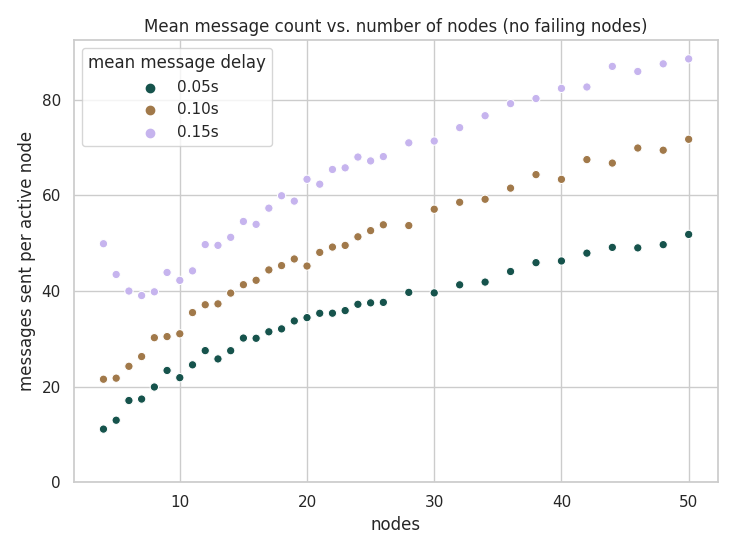 Mean message count vs. number of nodes (no failing nodes)
mean message delay
0.05s
0.10s
0.15s
messages sent per active node
80
60
40
20
0
10 20 30 40 50
nodes